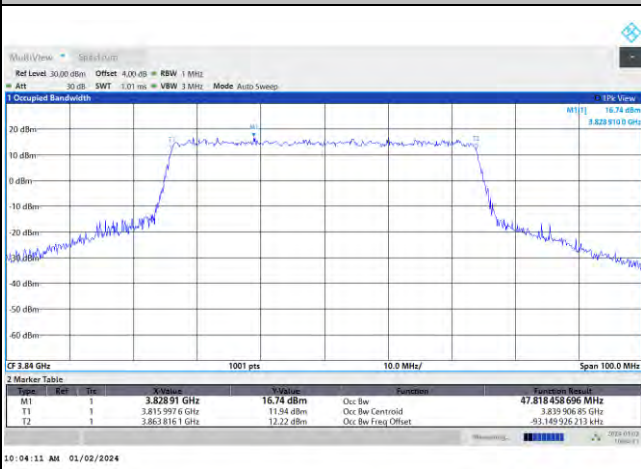 MultiView Spectrum
Ref Level 30.00 dBm Offset 4.00 dB RBW 1 MHz
Att 30 dB SWT 1.01 ms VBW 3 MHz Mode Auto Sweep
1 Occupied Bandwidth 1Pk View
M1[1] 16.74 dBm
3.828 910 0 GHz
M1
T1 T2
20 dBm
10 dBm
0 dBm
-10 dBm
-20 dBm
-30 dBm
-40 dBm
-50 dBm
-60 dBm
CF 3.84 GHz 1001 pts 10.0 MHz/ Span 100.0 MHz
2 Marker Table
Type Ref Trc X-Value Y-Value Function Function Result
M1 1 3.828 91 GHz 16.74 dBm Occ Bw 47.818 458 696 MHz
T1 1 3.815 997 6 GHz 11.94 dBm Occ Bw Centroid 3.839 906 85 GHz
T2 1 3.863 816 1 GHz 12.22 dBm Occ Bw Freq Offset -93.149 926 213 kHz
Measuring...
10:04:11 AM 01/02/2024